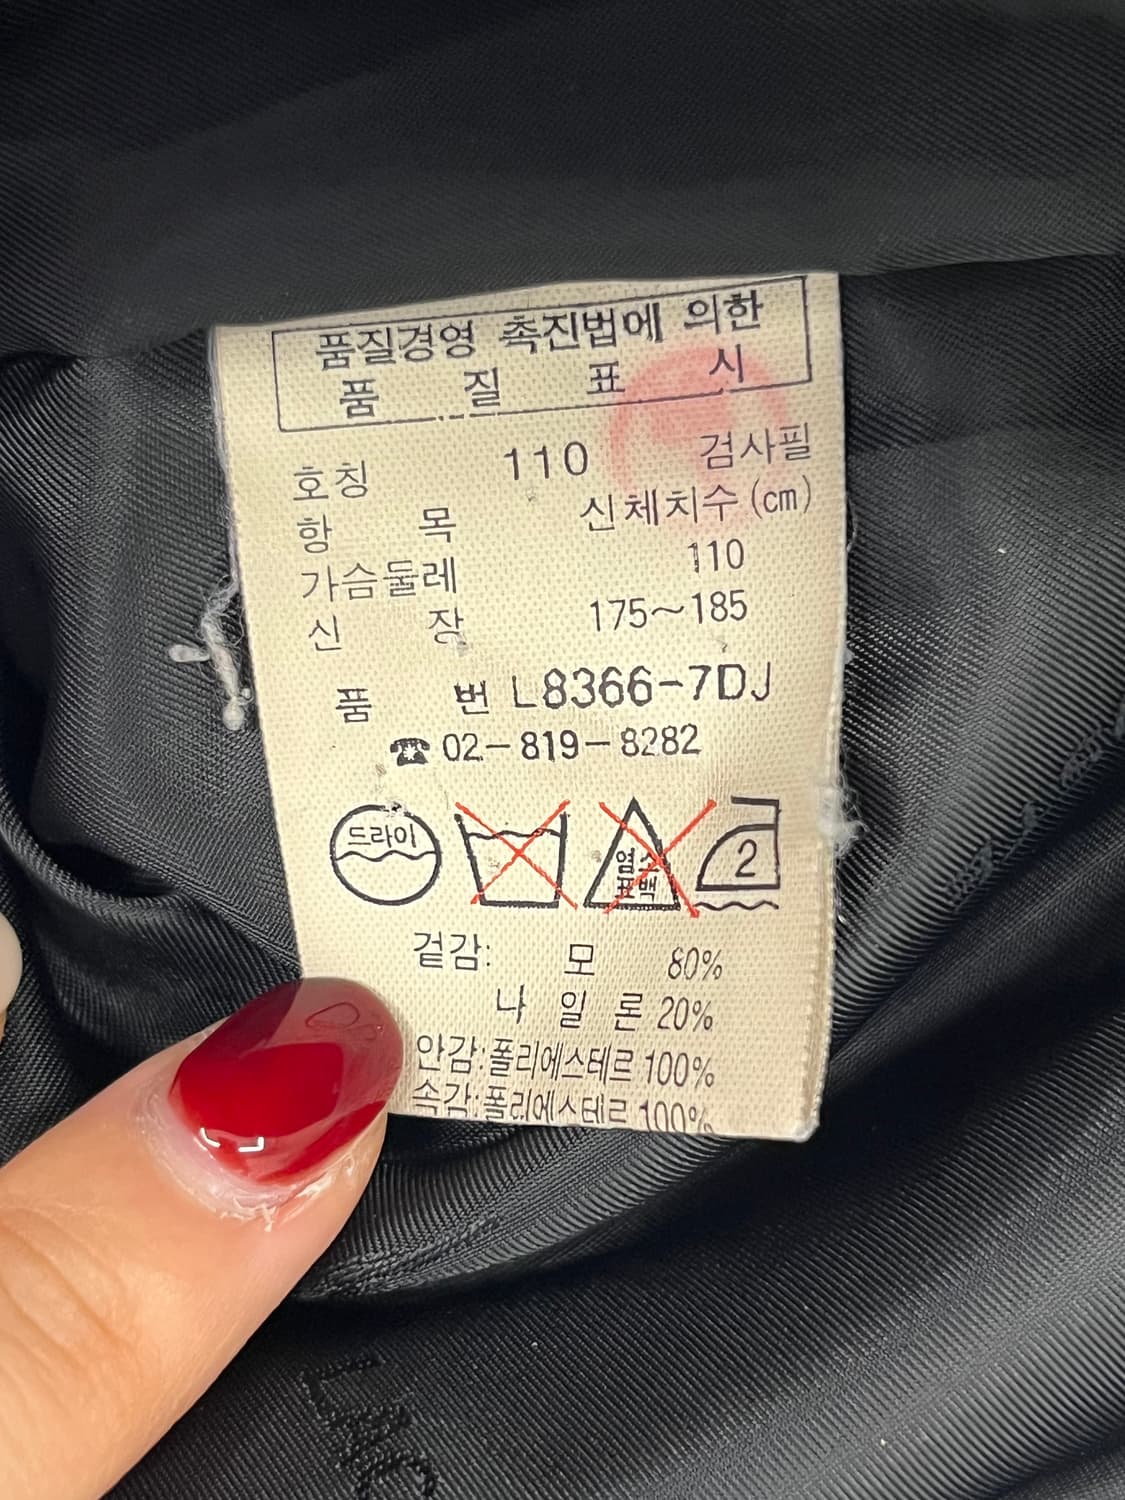 품질경영 촉진법에 의한
품 질 표 시
호칭 110 검사필
항 목 신체치수(cm)
가슴둘레 110
신 장 175~185
품 번 L8366-7DJ
☎ 02-819-8282
드라이
염소
표백
2
겉감: 모 80%
나 일 론 20%
안감:폴리에스테르 100%
속감:폴리에스테르 100%